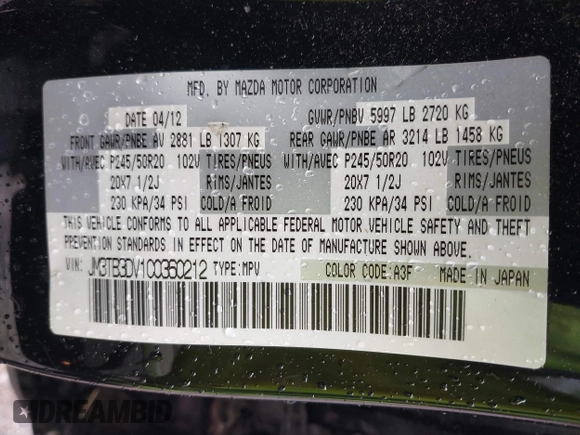 MFD. BY MAZDA MOTOR CORPORATION
DATE 04/12 GVWR/PNBV 5997 LB 2720 KG
FRONT GAWR/PNBE AV 2881 LB 1307 KG REAR GAWR/PNBE AR 3214 LB 1458 KG
WITH/AVEC P245/50R20 102V TIRES/PNEUS WITH/AVEC P245/50R20 102V TIRES/PNEUS
20X7 1/2J RIMS/JANTES 20X7 1/2J RIMS/JANTES
230 KPA/34 PSI COLD/A FROID 230 KPA/34 PSI COLD/A FROID
THIS VEHICLE CONFORMS TO ALL APPLICABLE FEDERAL MOTOR VEHICLE SAFETY AND THEFT
PREVENTION STANDARDS IN EFFECT ON THE DATE OF MANUFACTURE SHOWN ABOVE.
VIN: JM3TB3DV1C0360212 TYPE:MPV COLOR CODE:A3F MADE IN JAPAN
IDREAMBID